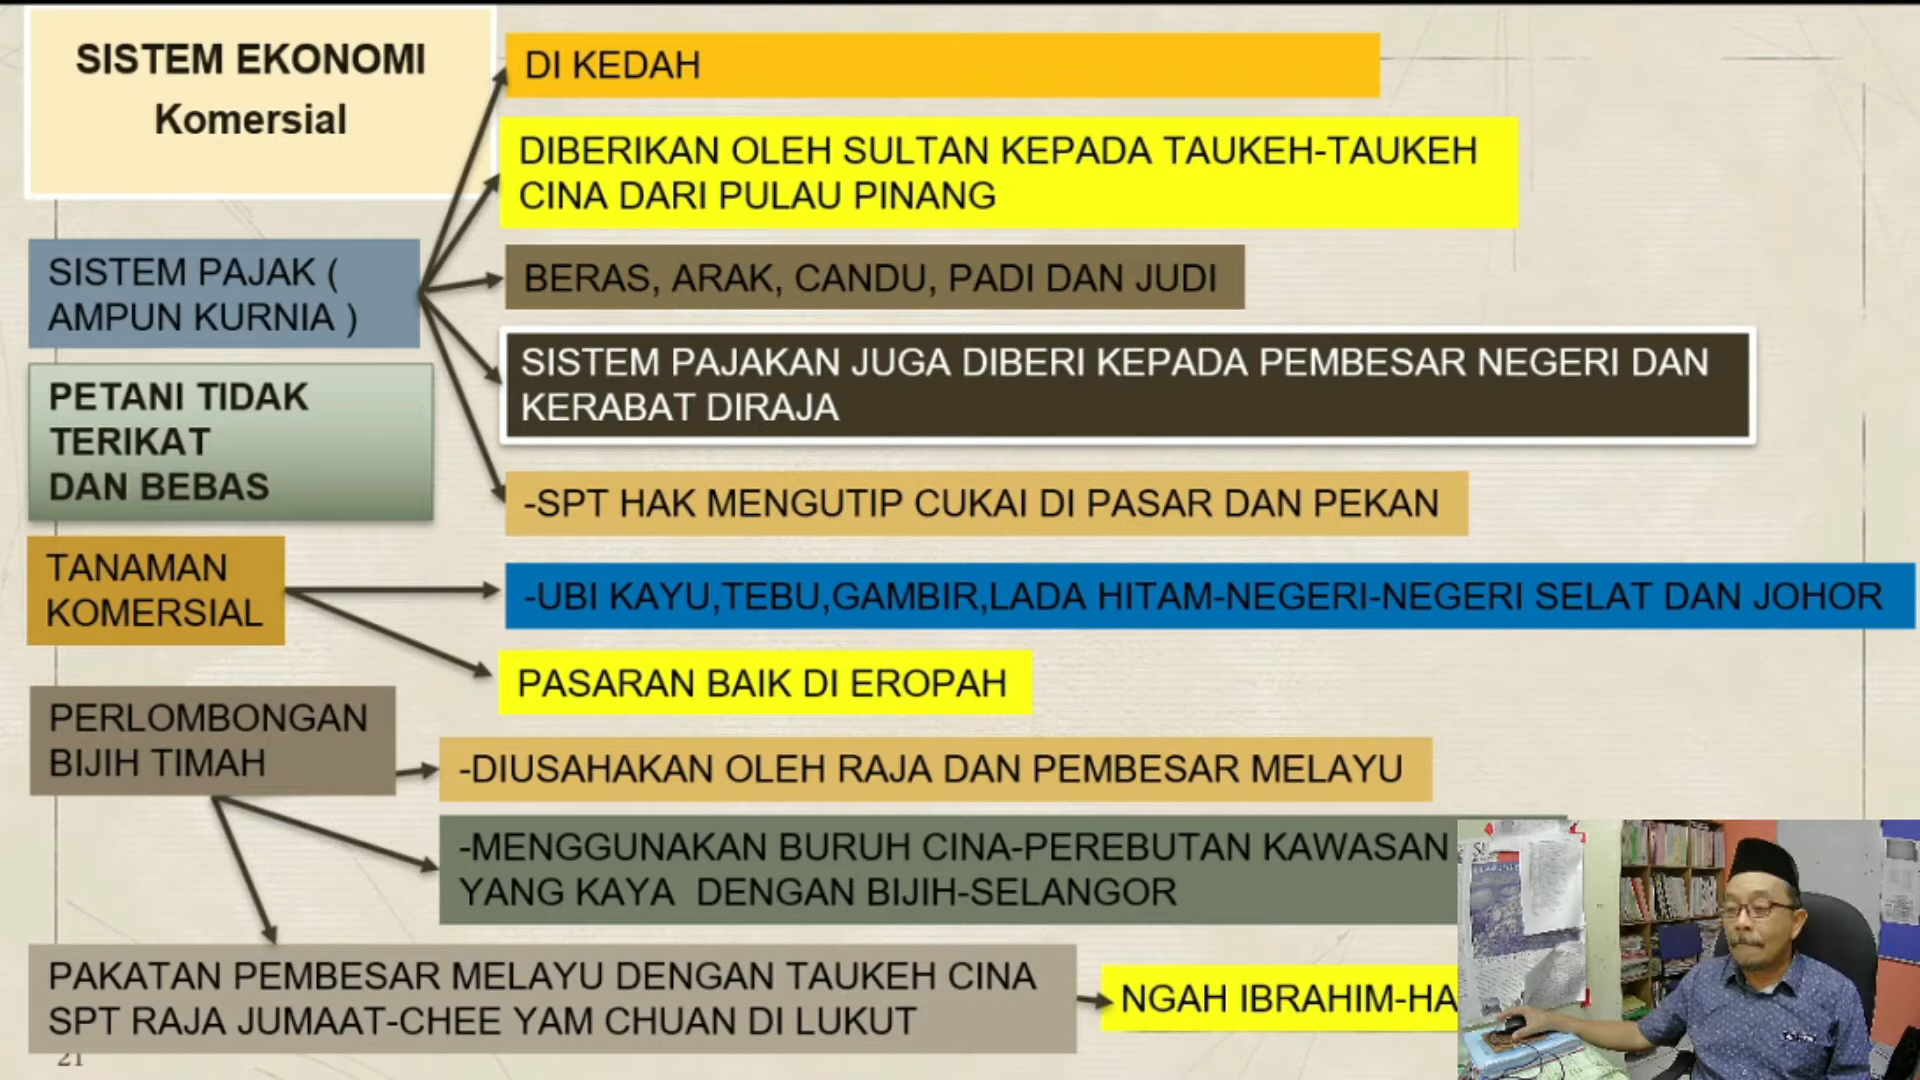 SISTEM EKONOMI
Komersial
DI KEDAH
DIBERIKAN OLEH SULTAN KEPADA TAUKEH-TAUKEH
CINA DARI PULAU PINANG
SISTEM PAJAK (
AMPUN KURNIA )
BERAS, ARAK, CANDU, PADI DAN JUDI
SISTEM PAJAKAN JUGA DIBERI KEPADA PEMBESAR NEGERI DAN
KERABAT DIRAJA
PETANI TIDAK
TERIKAT
DAN BEBAS
-SPT HAK MENGUTIP CUKAI DI PASAR DAN PEKAN
TANAMAN
KOMERSIAL
-UBI KAYU,TEBU,GAMBIR,LADA HITAM-NEGERI-NEGERI SELAT DAN JOHOR
PASARAN BAIK DI EROPAH
PERLOMBONGAN
BIJIH TIMAH
-DIUSAHAKAN OLEH RAJA DAN PEMBESAR MELAYU
-MENGGUNAKAN BURUH CINA-PEREBUTAN KAWASAN
YANG KAYA DENGAN BIJIH-SELANGOR
PAKATAN PEMBESAR MELAYU DENGAN TAUKEH CINA
SPT RAJA JUMAAT-CHEE YAM CHUAN DI LUKUT
NGAH IBRAHIM-HA
21